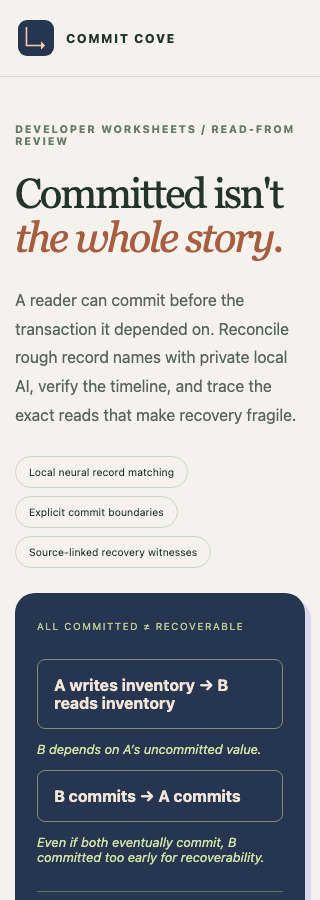 COMMIT COVE
DEVELOPER WORKSHEETS / READ-FROM
REVIEW
Committed isn't
the whole story.
A reader can commit before the
transaction it depended on. Reconcile
rough record names with private local
AI, verify the timeline, and trace the
exact reads that make recovery fragile.
Local neural record matching
Explicit commit boundaries
Source-linked recovery witnesses
ALL COMMITTED ≠ RECOVERABLE
A writes inventory → B
reads inventory
B depends on A's uncommitted value.
B commits → A commits
Even if both eventually commit, B
committed too early for recoverability.